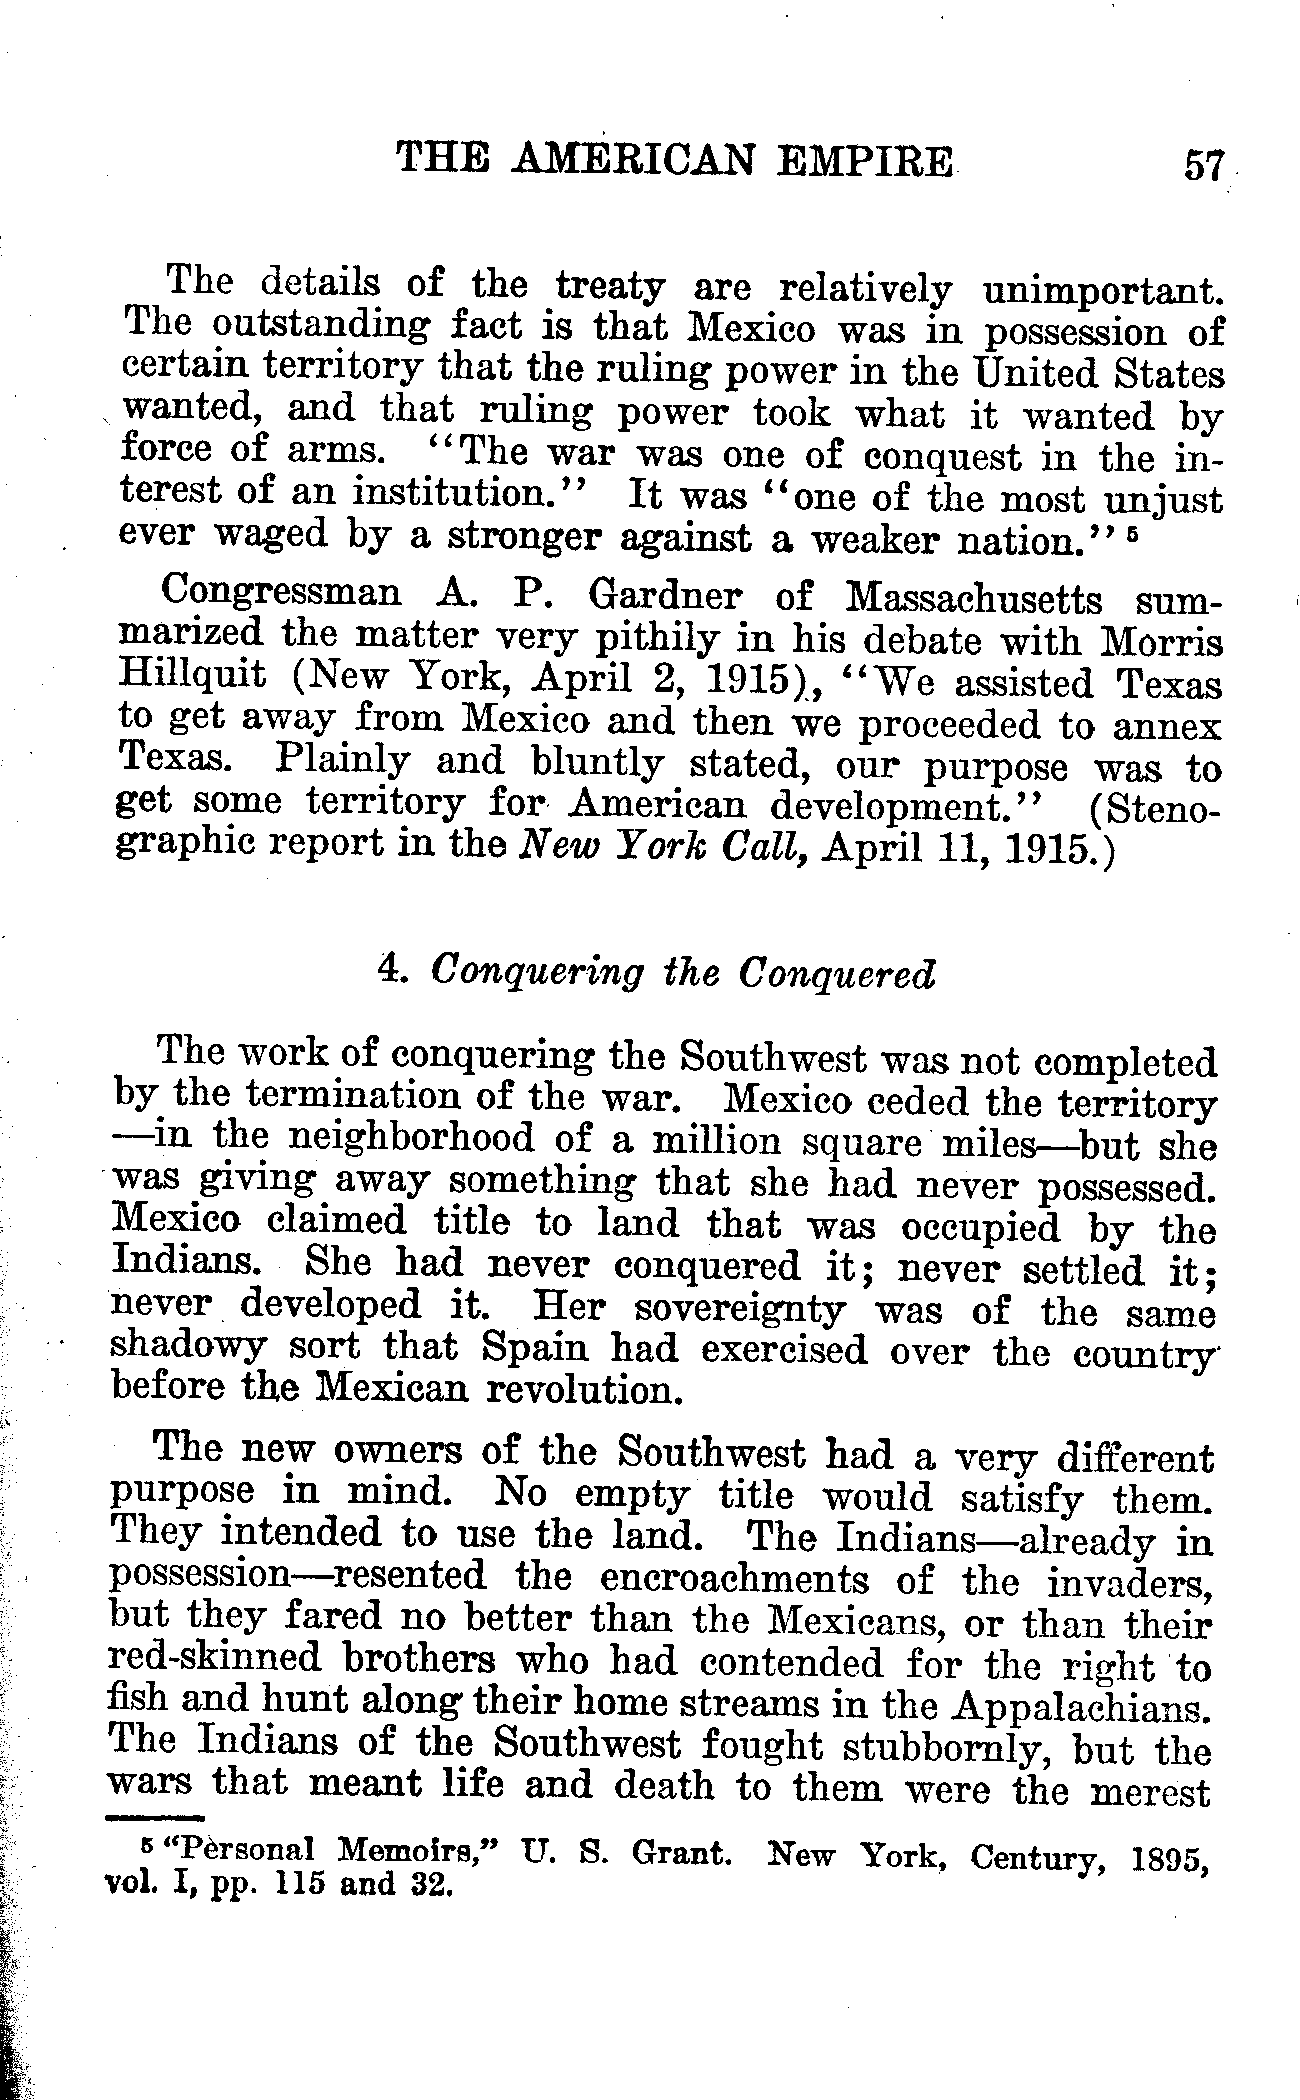 THE AMERICAN EMPIRE 57
The details of the treaty are relatively unimportant.
The outstanding fact is that Mexico was in possession of
certain territory that the ruling power in the United States
wanted, and that ruling power took what it wanted by
force of arms. "The war was one of conquest in the in-
terest of an institution." It was "one of the most unjust
ever waged by a stronger against a weaker nation." 5
Congressman A. P. Gardner of Massachusetts sum-
marized the matter very pithily in his debate with Morris
Hillquit (New York, April 2, 1915), "We assisted Texas
to get away from Mexico and then we proceeded to annex
Texas. Plainly and bluntly stated, our purpose was to
get some territory for American development." (Steno-
graphic report in the New York Call, April 11, 1915.)
4. Conquering the Conquered
The work of conquering the Southwest was not completed
by the termination of the war. Mexico ceded the territory
—in the neighborhood of a million square miles—but she
was giving away something that she had never possessed.
Mexico claimed title to land that was occupied by the
Indians. She had never conquered it; never settled it;
never developed it. Her sovereignty was of the same
shadowy sort that Spain had exercised over the country
before the Mexican revolution.
The new owners of the Southwest had a very different
purpose in mind. No empty title would satisfy them.
They intended to use the land. The Indians—already in
possession—resented the encroachments of the invaders,
but they fared no better than the Mexicans, or than their
red-skinned brothers who had contended for the right to
fish and hunt along their home streams in the Appalachians.
The Indians of the Southwest fought stubbornly, but the
wars that meant life and death to them were the merest
5 "Personal Memoirs," U. S. Grant. New York, Century, 1895,
vol. I, pp. 115 and 32.